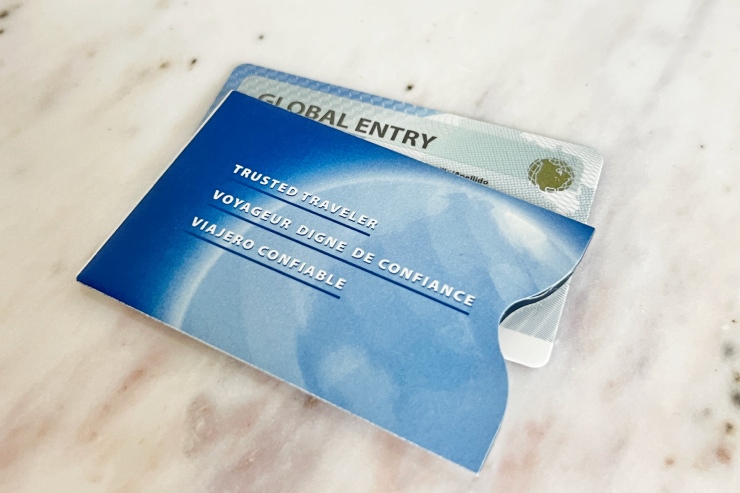 GLOBAL ENTRY
TRUSTED TRAVELER
VOYAGEUR DIGNE DE CONFIANCE
VIAJERO CONFIABLE